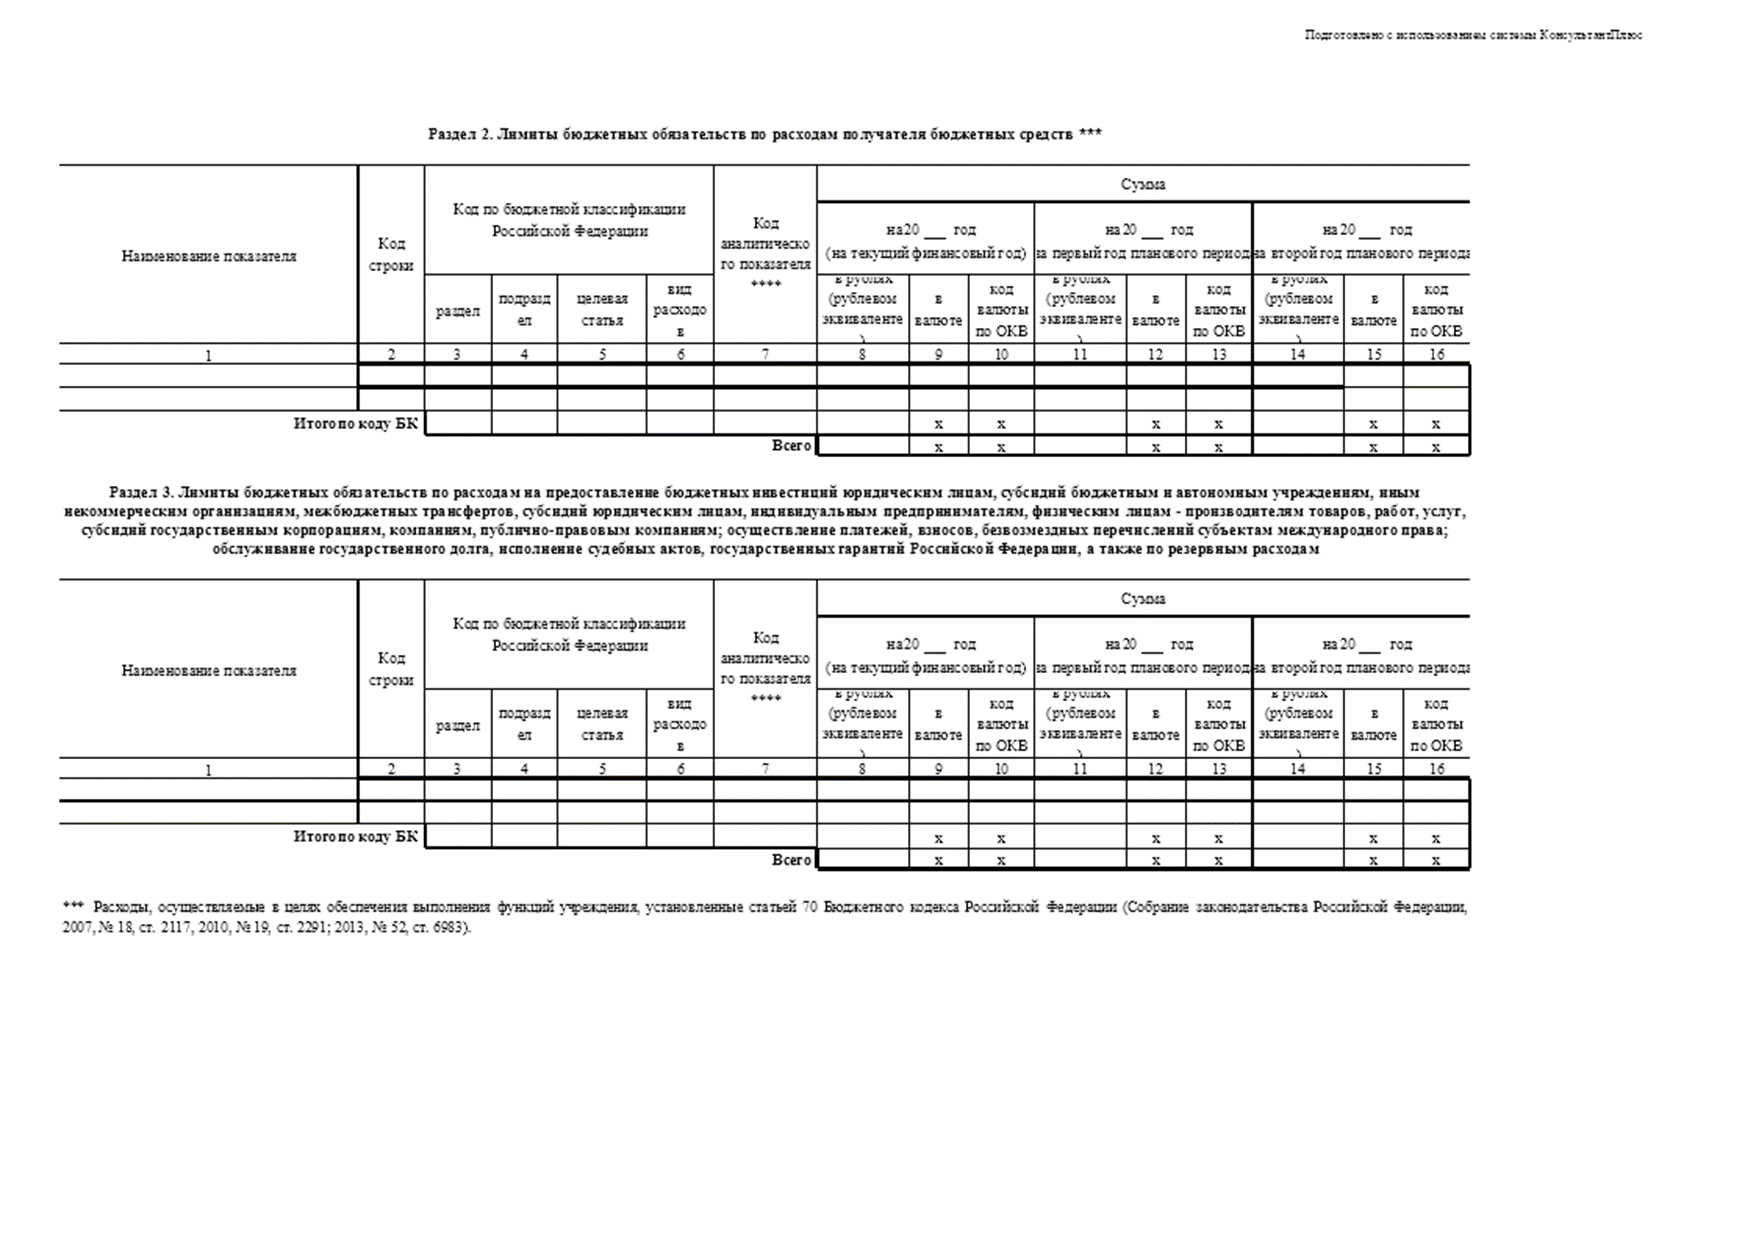 Подготовлено с использованием системы КонсультантПлюс
Раздел 2. Лимиты бюджетных обязательств по расходам получателя бюджетных средств ***
Наименование показателя
Код
строки
Код по бюджетной классификации
Российской Федерации
раздел
подразд
ел
целевая
статья
вид
расходо
в
Код
аналитическо
го показателя
****
Сумма
на 20 ___ год
(на текущий финансовый год)
на 20 ___ год
на первый год планового периода
на 20 ___ год
на второй год планового периода
в рублях
(рублевом
эквиваленте
)
в
валюте
код
валюты
по ОКВ
в рублях
(рублевом
эквиваленте
)
в
валюте
код
валюты
по ОКВ
в рублях
(рублевом
эквиваленте
)
в
валюте
код
валюты
по ОКВ
1 2 3 4 5 6 7 8 9 10 11 12 13 14 15 16
Итого по коду БК x x x x x x
Всего x x x x x x
Раздел 3. Лимиты бюджетных обязательств по расходам на предоставление бюджетных инвестиций юридическим лицам, субсидий бюджетным и автономным учреждениям, иным
некоммерческим организациям, межбюджетных трансфертов, субсидий юридическим лицам, индивидуальным предпринимателям, физическим лицам - производителям товаров, работ, услуг,
субсидий государственным корпорациям, компаниям, публично-правовым компаниям; осуществление платежей, взносов, безвозмездных перечислений субъектам международного права;
обслуживание государственного долга, исполнение судебных актов, государственных гарантий Российской Федерации, а также по резервным расходам
Наименование показателя
Код
строки
Код по бюджетной классификации
Российской Федерации
раздел
подразд
ел
целевая
статья
вид
расходо
в
Код
аналитическо
го показателя
****
Сумма
на 20 ___ год
(на текущий финансовый год)
на 20 ___ год
на первый год планового периода
на 20 ___ год
на второй год планового периода
в рублях
(рублевом
эквиваленте
)
в
валюте
код
валюты
по ОКВ
в рублях
(рублевом
эквиваленте
)
в
валюте
код
валюты
по ОКВ
в рублях
(рублевом
эквиваленте
)
в
валюте
код
валюты
по ОКВ
1 2 3 4 5 6 7 8 9 10 11 12 13 14 15 16
Итого по коду БК x x x x x x
Всего x x x x x x
*** Расходы, осуществляемые в целях обеспечения выполнения функций учреждения, установленные статьей 70 Бюджетного кодекса Российской Федерации (Собрание законодательства Российской Федерации,
2007, № 18, ст. 2117, 2010, № 19, ст. 2291; 2013, № 52, ст. 6983).